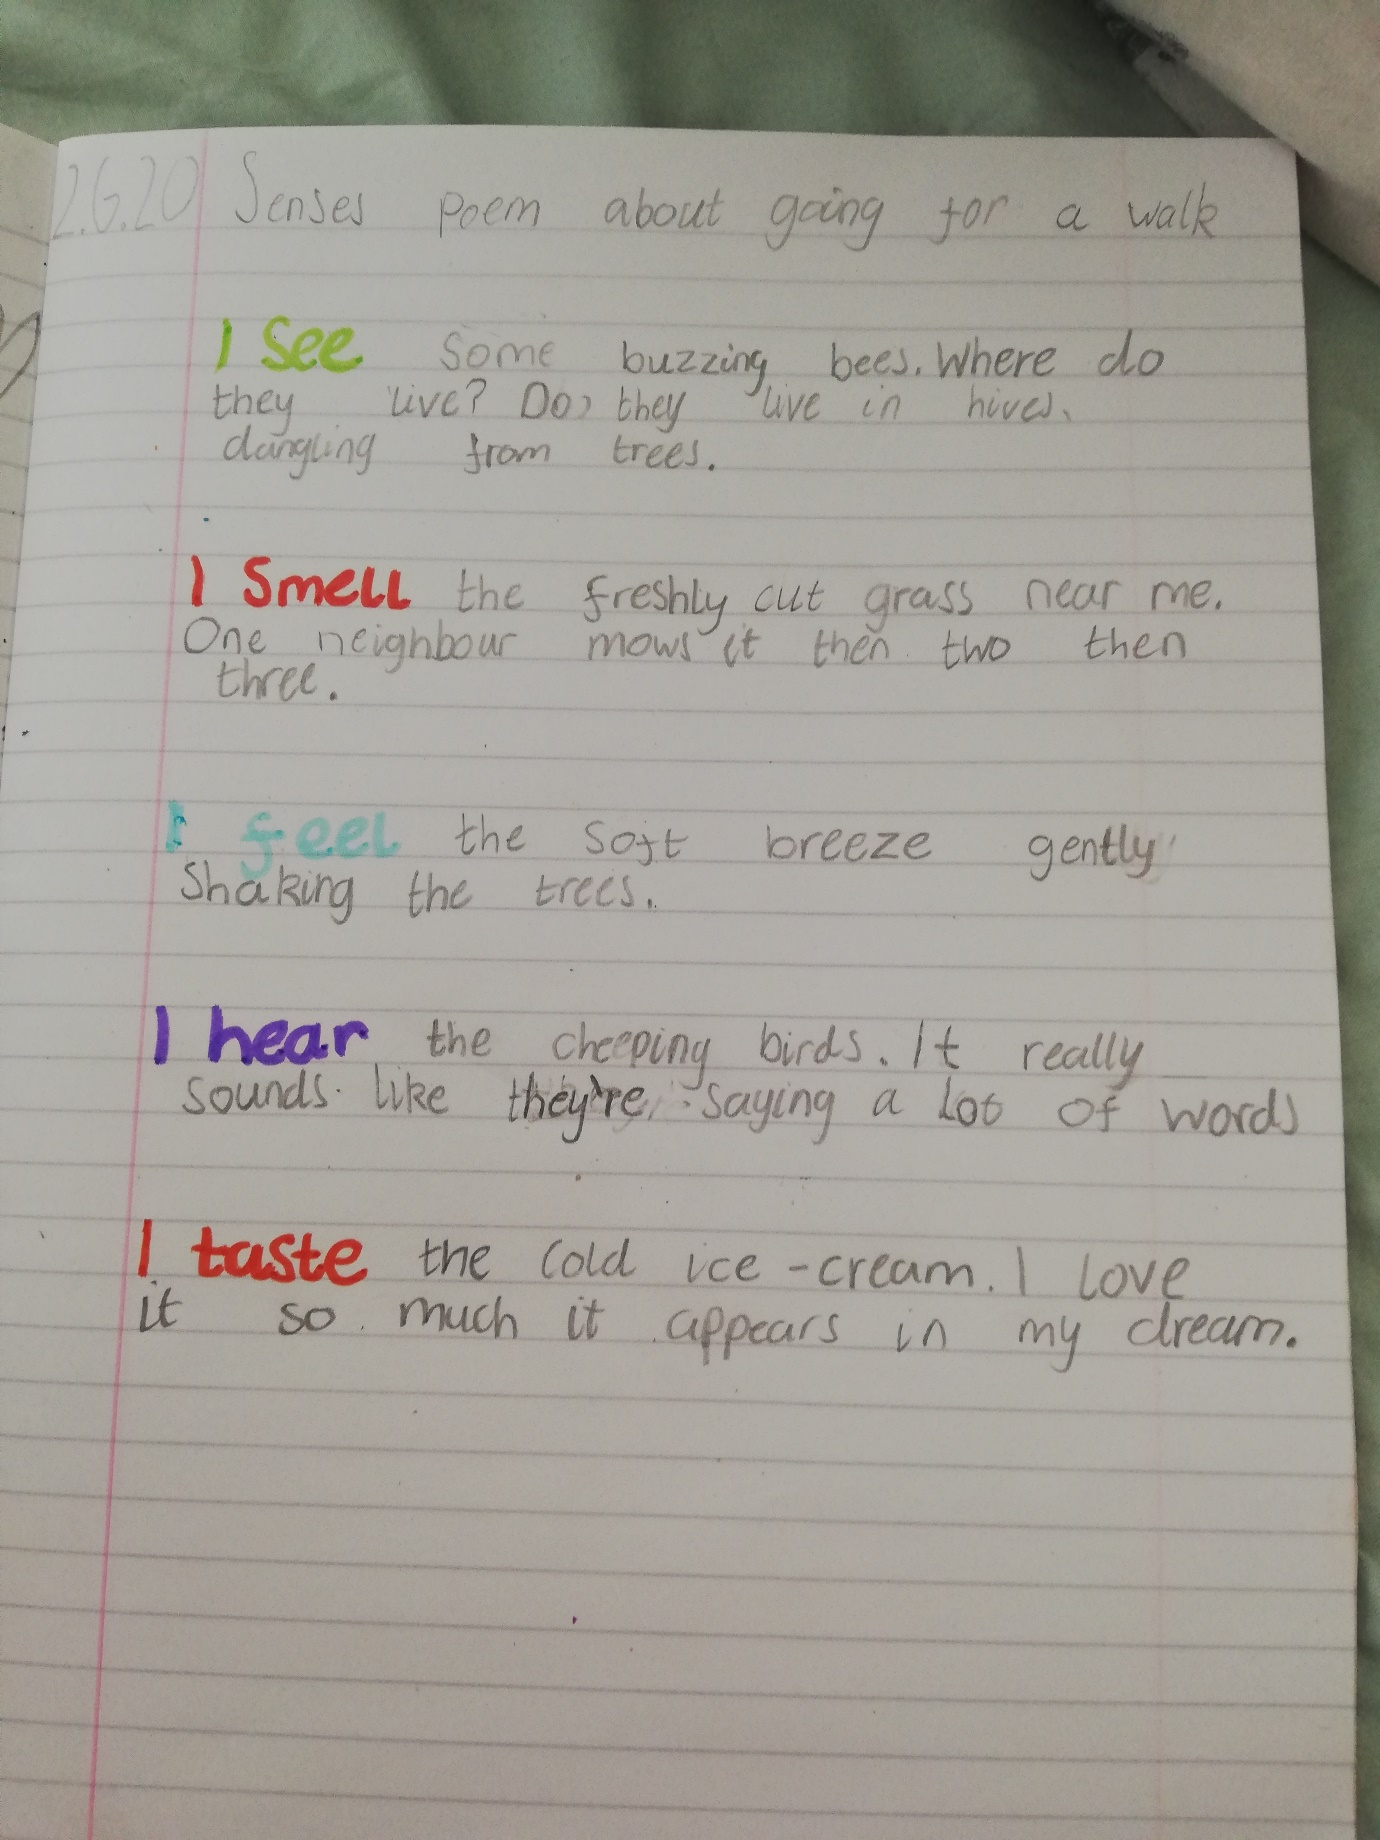 2.6.20 Senses poem about going for a walk
I see some buzzing bees. Where do
they live? Do they live in hives
dangling from trees.
I Smell the freshly cut grass near me.
One neighbour mows it then two then
three.
I feel the soft breeze gently
Shaking the trees.
I hear the cheeping birds. It really
sounds like they're saying a lot of words
I taste the cold ice-cream. I love
it so much it appears in my dream.